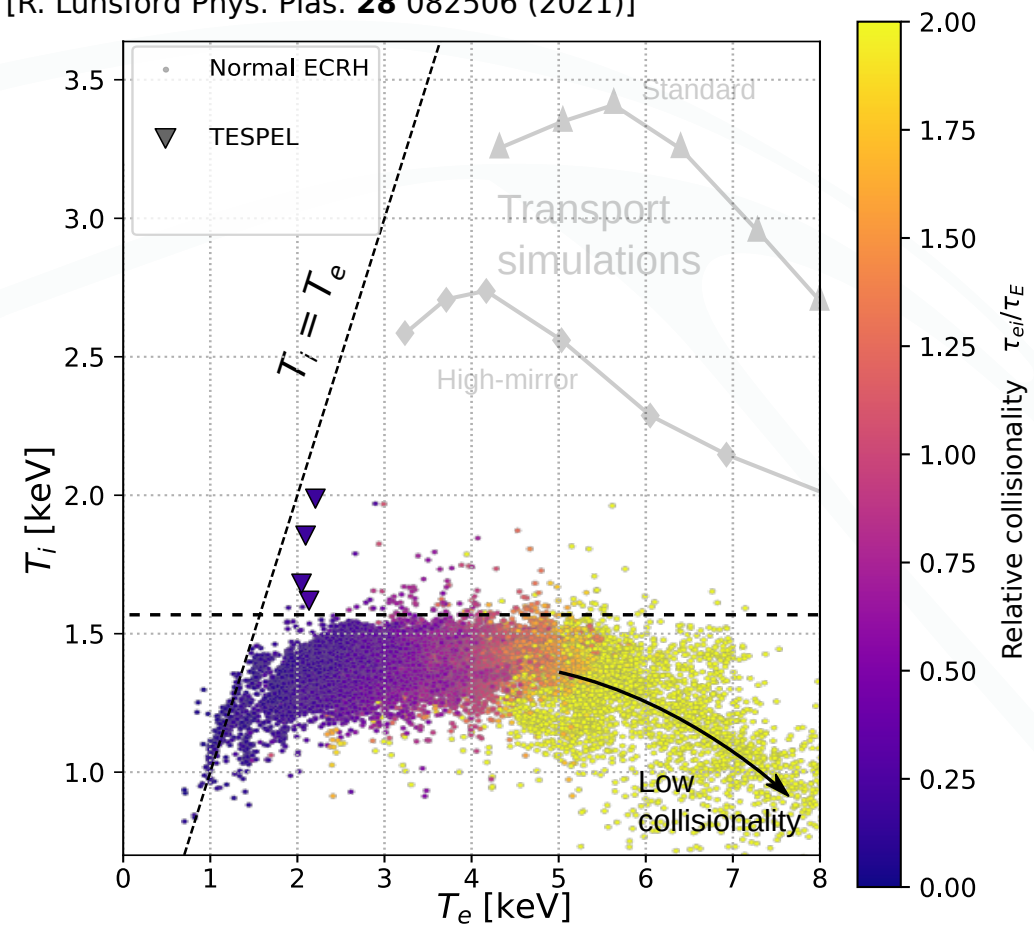 [R. Lunsford Phys. Plas. 28 082506 (2021)]
Normal ECRH
TESPEL
Standard
Transport
simulations
High-mirror
T_i = T_e
Low
collisionality
T_i [keV]
3.5
3.0
2.5
2.0
1.5
1.0
0 1 2 3 4 5 6 7 8
T_e [keV]
2.00
1.75
1.50
1.25
1.00
0.75
0.50
0.25
0.00
Relative collisionality τ_ei/τ_E